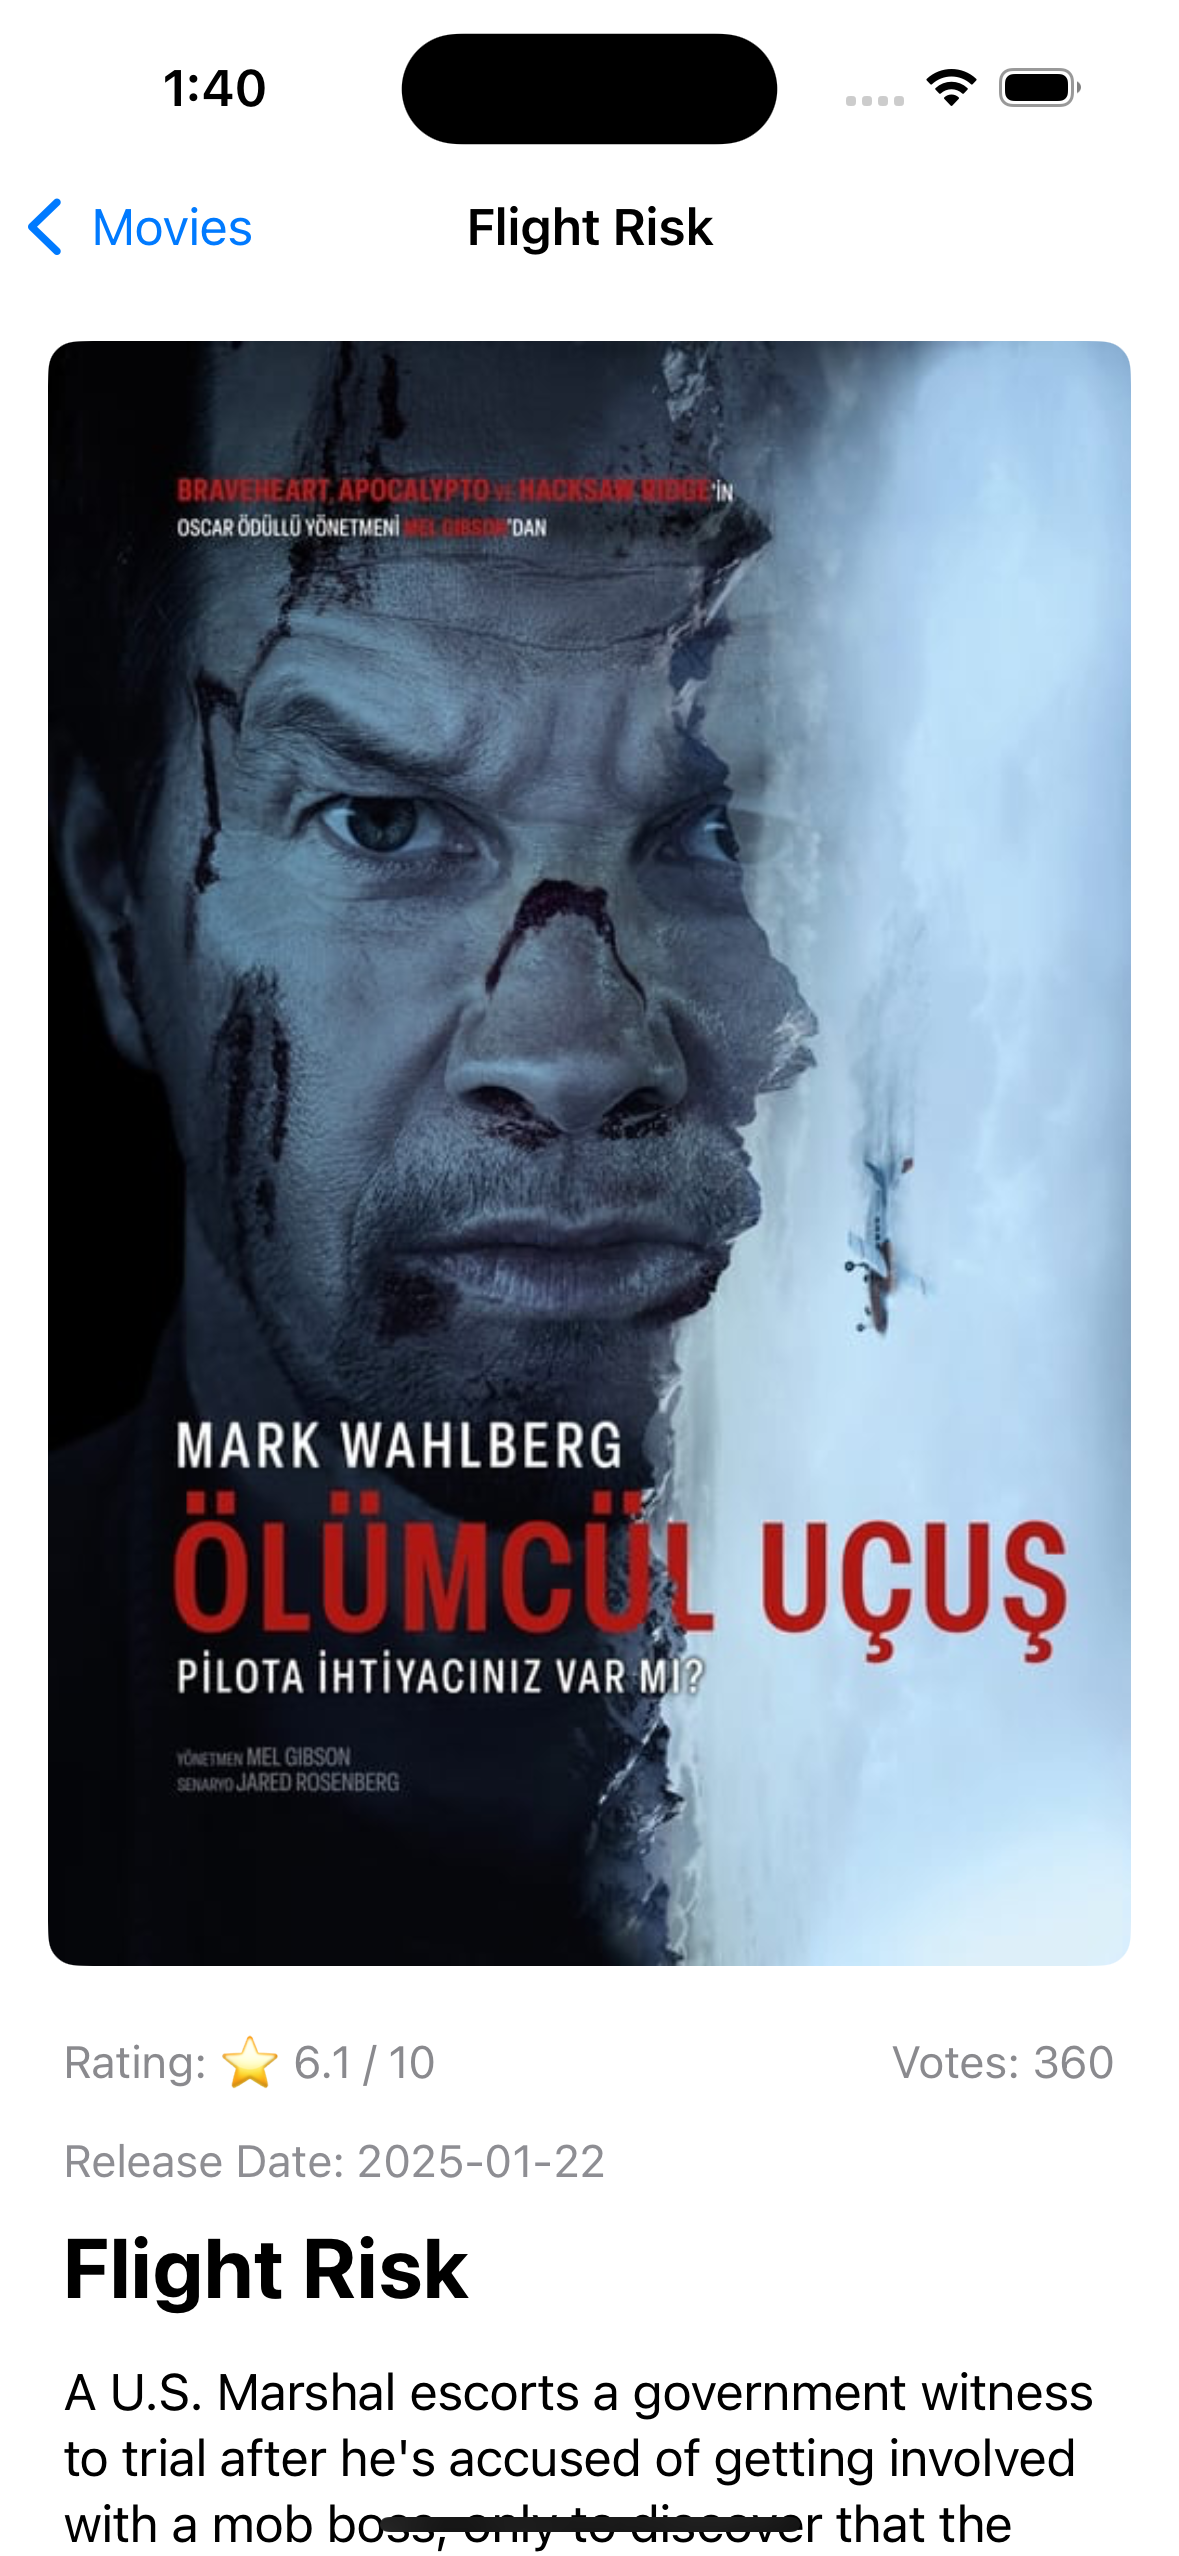 1:40
Movies
Flight Risk
BRAVEHEART, APOCALYPTO ve HACKSAW RIDGE'İN
OSCAR ÖDÜLLÜ YÖNETMENİ MEL GIBSON'DAN
MARK WAHLBERG
ÖLÜMCÜL UÇUŞ
PİLOTA İHTİYACINIZ VAR MI?
YÖNETMEN MEL GIBSON
SENARYO JARED ROSENBERG
Rating: ⭐ 6.1 / 10
Votes: 360
Release Date: 2025-01-22
Flight Risk
A U.S. Marshal escorts a government witness
to trial after he's accused of getting involved
with a mob boss, only to discover that the